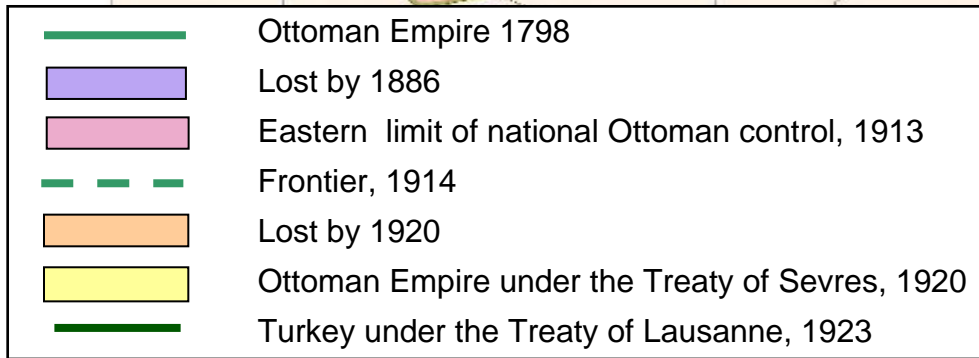 Ottoman Empire 1798
Lost by 1886
Eastern limit of national Ottoman control, 1913
Frontier, 1914
Lost by 1920
Ottoman Empire under the Treaty of Sevres, 1920
Turkey under the Treaty of Lausanne, 1923